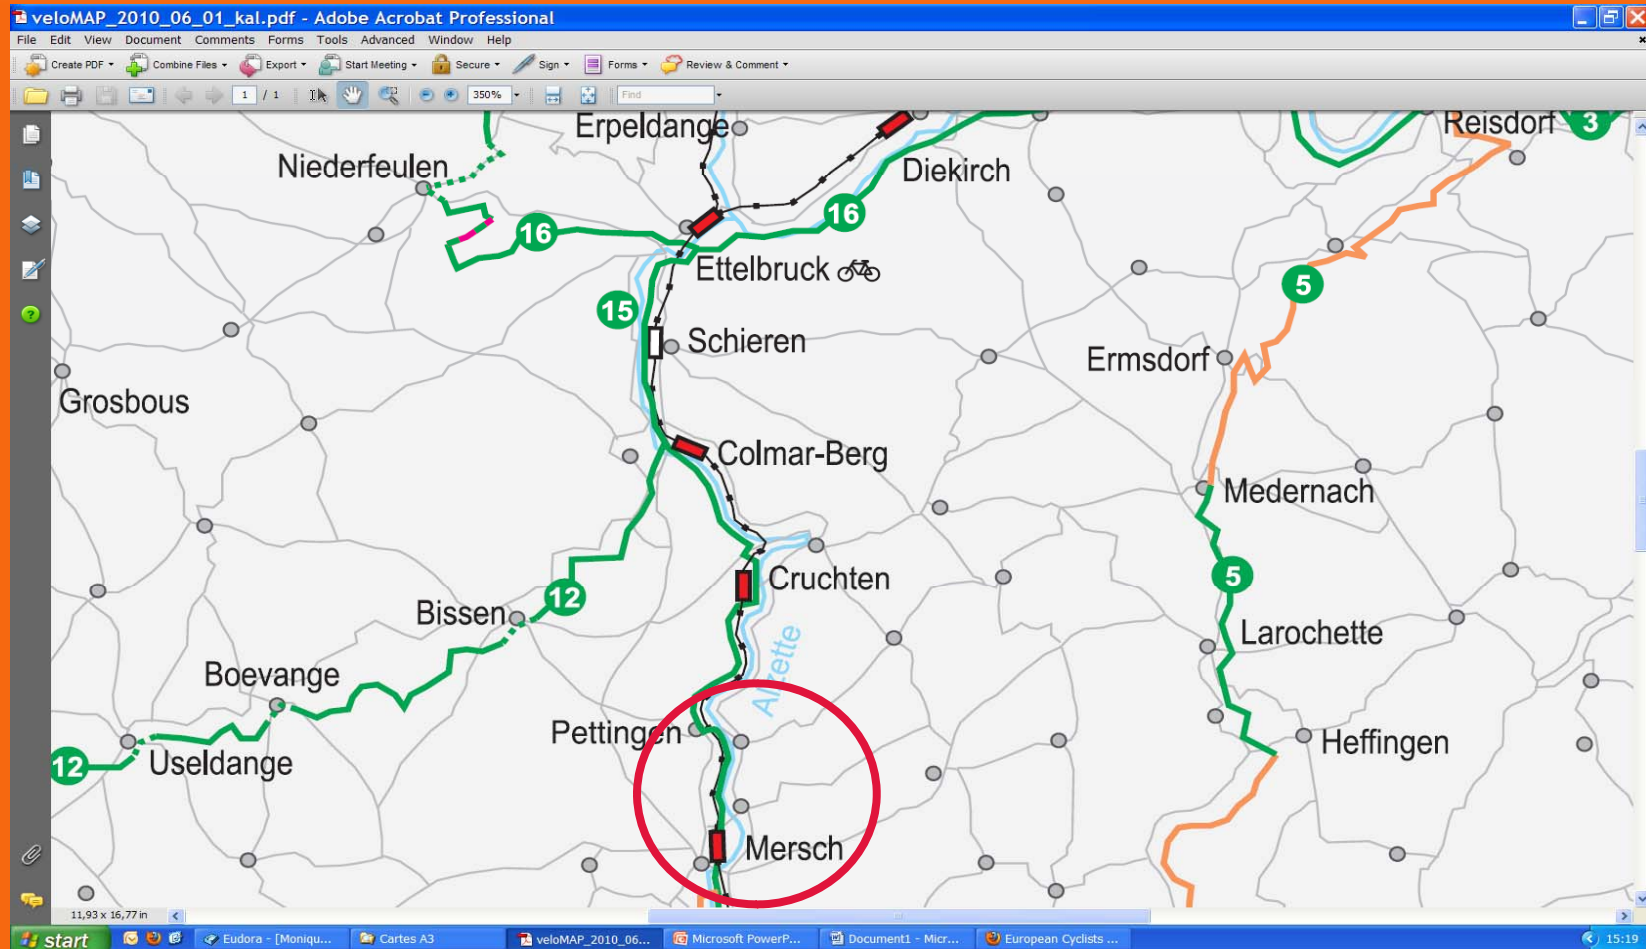 veloMAP_2010_06_01_kal.pdf - Adobe Acrobat Professional
File Edit View Document Comments Forms Tools Advanced Window Help
Create PDF Combine Files Export Start Meeting Secure Sign Forms Review & Comment
1 / 1 350% Find
Erpeldange
Reisdorf 3
Niederfeulen
Diekirch
16
16
Ettelbruck
5
15
Schieren
Ermsdorf
Grosbous
Colmar-Berg
Medernach
Cruchten
5
12
Bissen
Larochette
Alzette
Boevange
Pettingen
Heffingen
12
Useldange
Mersch
11,93 x 16,77 in
start Eudora - [Moniqu... Cartes A3 veloMAP_2010_06... Microsoft PowerP... Document1 - Micr... European Cyclists ... 15:19